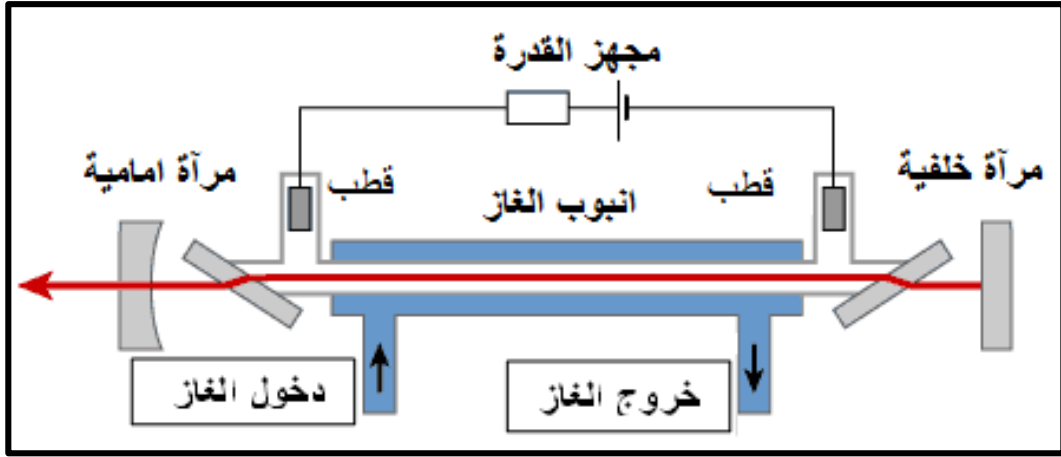 مجهز القدرة
مرآة خلفية
قطب
انبوب الغاز
قطب
مرآة امامية
خروج الغاز
دخول الغاز